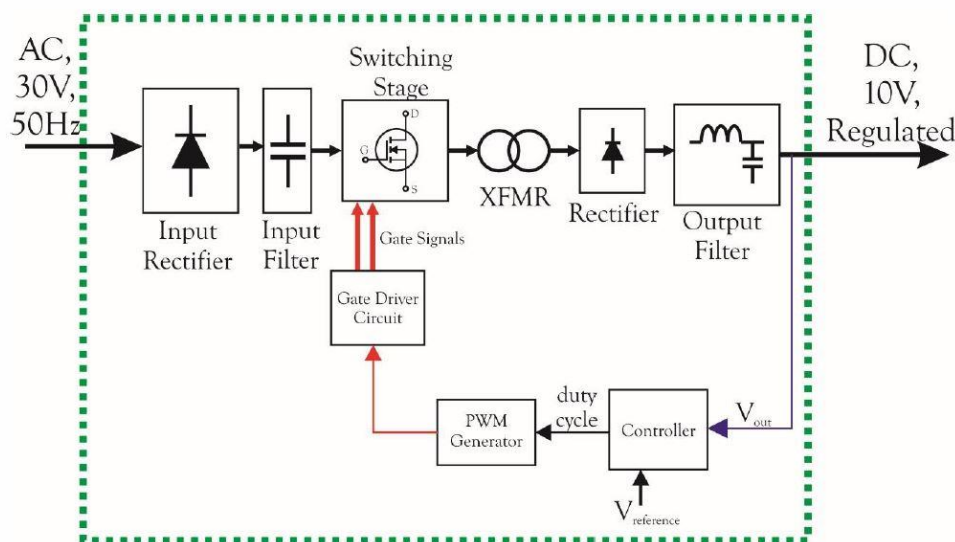 AC,
30V,
50Hz
Switching
Stage
D
G
S
DC,
10V,
Regulated
Input
Rectifier
Input
Filter
XFMR
Rectifier
Output
Filter
Gate Signals
Gate Driver
Circuit
PWM
Generator
duty
cycle
Controller
Vout
Vreference